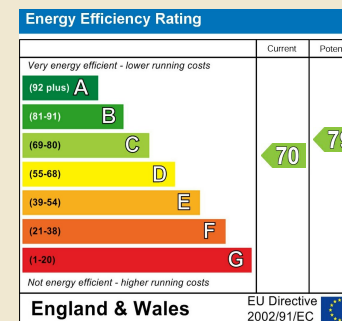 Energy Efficiency Rating
Current
Very energy efficient - lower running costs
(92 plus) A
(81-91) B
(69-80) C
(55-68) D
(39-54) E
(21-38) F
(1-20) G
70
Not energy efficient - higher running costs
England & Wales
EU Directive
2002/91/EC